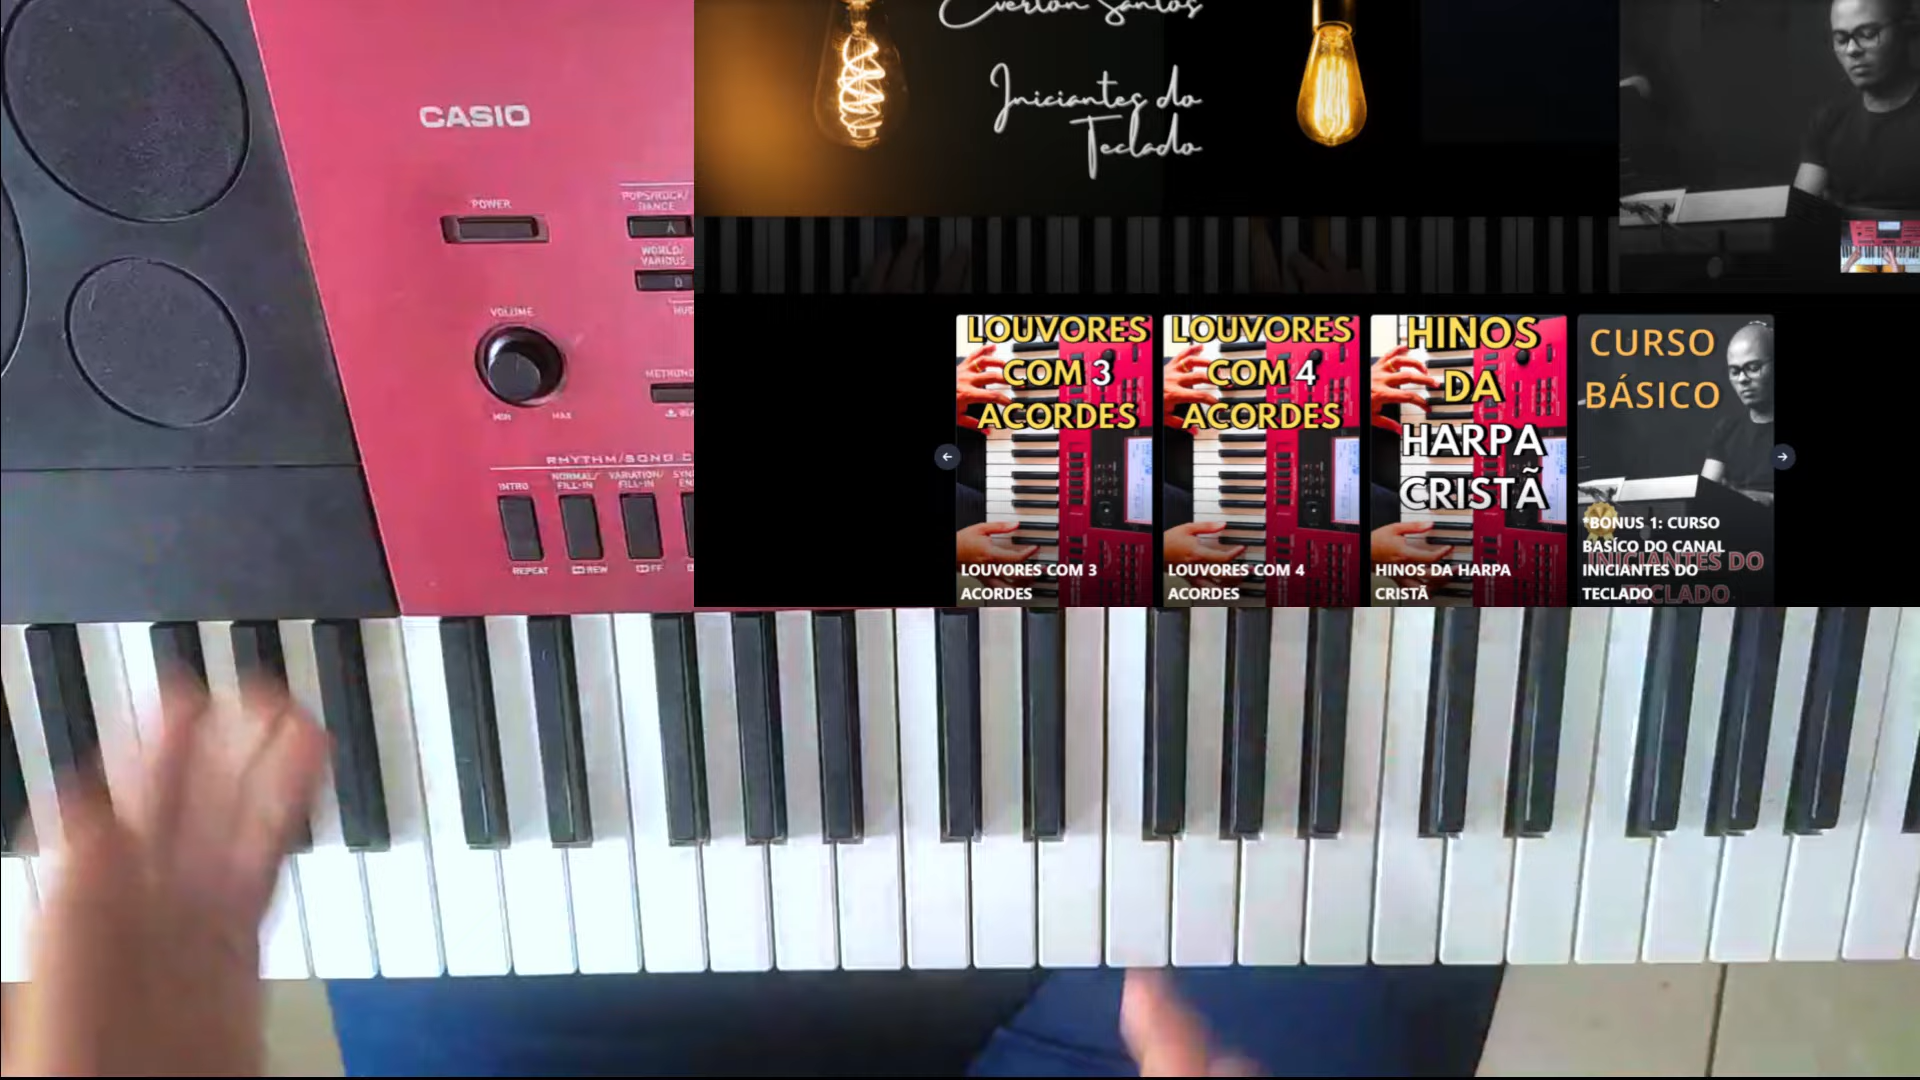 Everton Santos
Iniciantes do
Teclado
CASIO
POWER
POPS/ROCK/
DANCE
A
WORLD/
VARIOUS
D
VOLUME
MIN
MAX
RHYTHM/SONG
INTRO
NORMAL/
FILL-IN
VARIATION/
FILL-IN
REPEAT
REW
FF
LOUVORES
COM 3
ACORDES
LOUVORES COM 3
ACORDES
LOUVORES
COM 4
ACORDES
LOUVORES COM 4
ACORDES
HINOS
DA
HARPA
CRISTÃ
HINOS DA HARPA
CRISTÃ
CURSO
BÁSICO
INICIANTES DO
TECLADO
*BONUS 1: CURSO
BASÍCO DO CANAL
INICIANTES DO
TECLADO